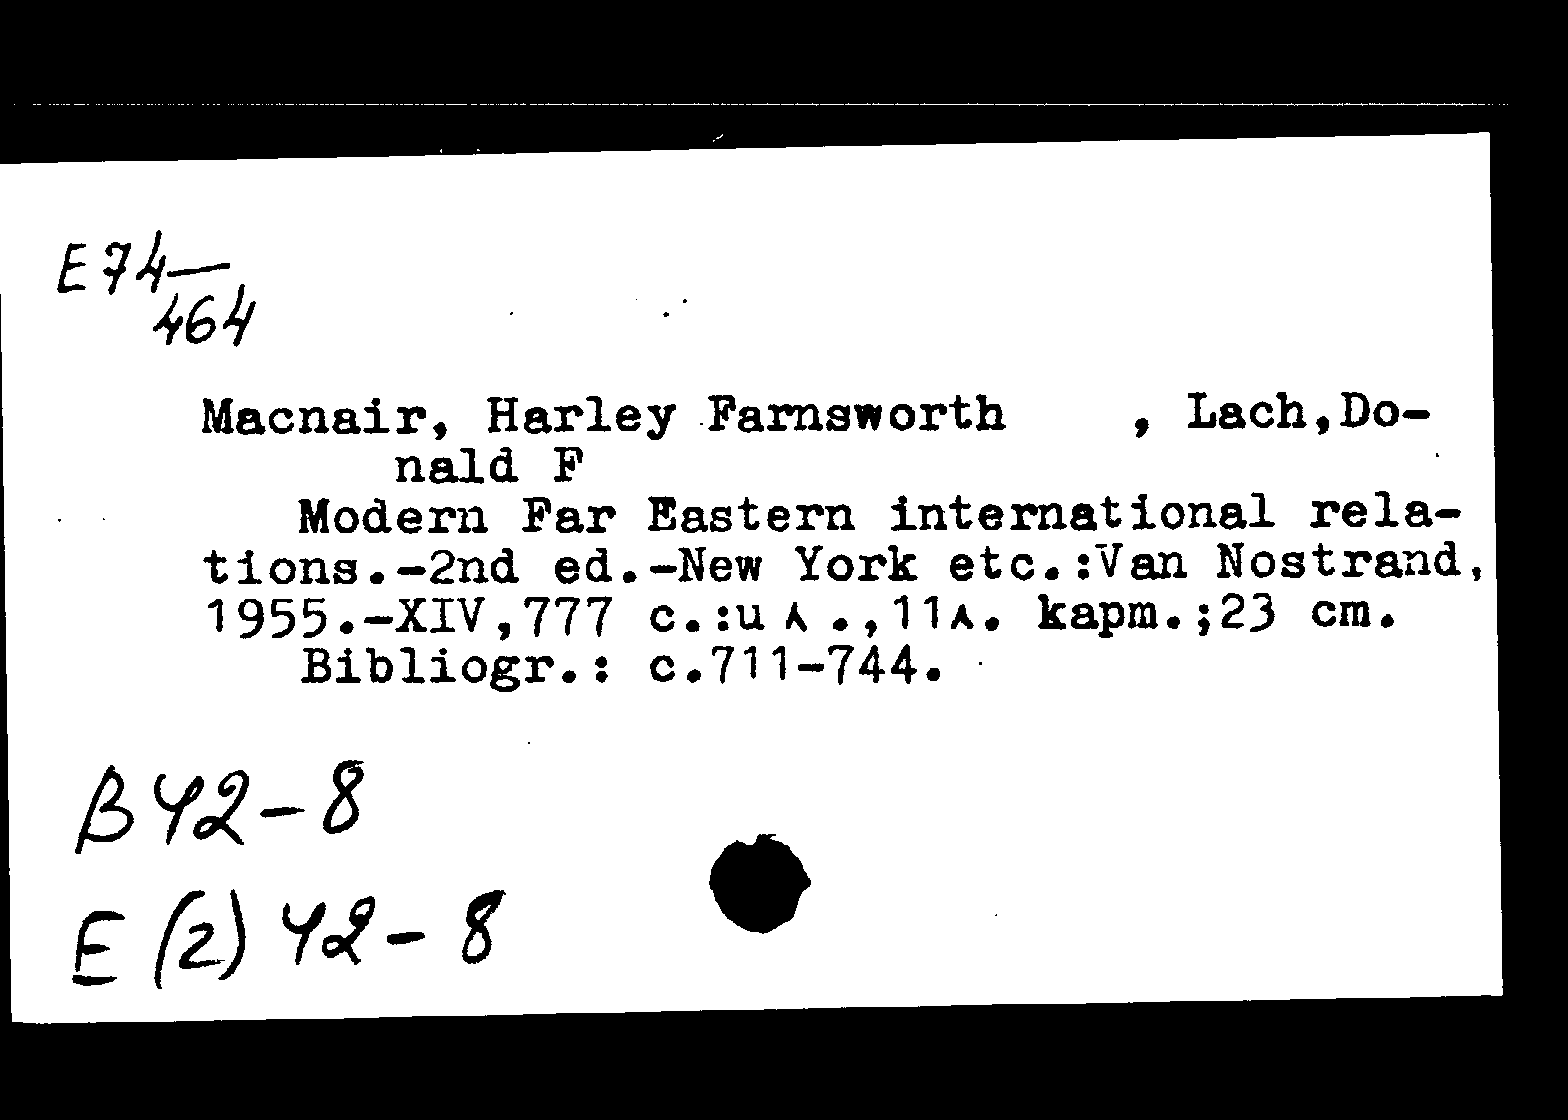 E74—
464
Macnair, Harley Farnsworth , Lach,Do-
nald F
Modern Far Eastern international rela-
tions.-2nd ed.-New York etc.:Van Nostrand,
1955.-XIV,777 c.:ил.,11л. карт.;23 cm.
Bibliogr.: c.711-744.
В 42-8
E (2) 42-8